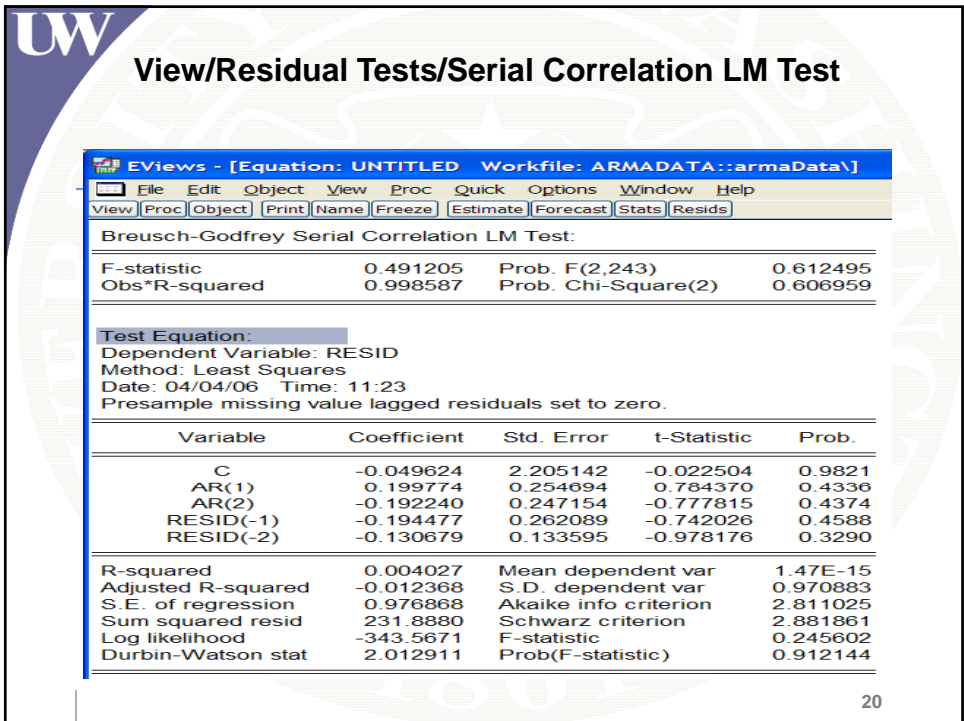 UW
View/Residual Tests/Serial Correlation LM Test
EViews - [Equation: UNTITLED Workfile: ARMADATA::armaData\]
File Edit Object View Proc Quick Options Window Help
View Proc Object Print Name Freeze Estimate Forecast Stats Resids
Breusch-Godfrey Serial Correlation LM Test:
F-statistic 0.491205 Prob. F(2,243) 0.612495
Obs*R-squared 0.998587 Prob. Chi-Square(2) 0.606959
Test Equation:
Dependent Variable: RESID
Method: Least Squares
Date: 04/04/06 Time: 11:23
Presample missing value lagged residuals set to zero.
Variable Coefficient Std. Error t-Statistic Prob.
C -0.049624 2.205142 -0.022504 0.9821
AR(1) 0.199774 0.254694 0.784370 0.4336
AR(2) -0.192240 0.247154 -0.777815 0.4374
RESID(-1) -0.194477 0.262089 -0.742026 0.4588
RESID(-2) -0.130679 0.133595 -0.978176 0.3290
R-squared 0.004027 Mean dependent var 1.47E-15
Adjusted R-squared -0.012368 S.D. dependent var 0.970883
S.E. of regression 0.976868 Akaike info criterion 2.811025
Sum squared resid 231.8880 Schwarz criterion 2.881861
Log likelihood -343.5671 F-statistic 0.245602
Durbin-Watson stat 2.012911 Prob(F-statistic) 0.912144
20